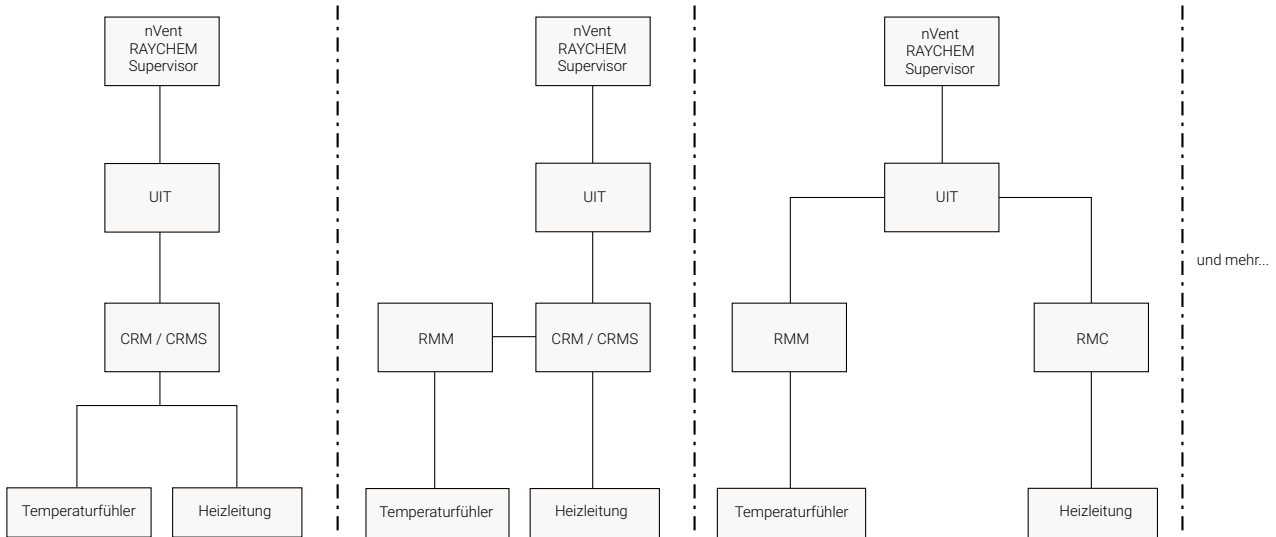 nVent
RAYCHEM
Supervisor
UIT
CRM / CRMS
Temperaturfühler
Heizleitung
nVent
RAYCHEM
Supervisor
UIT
RMM
CRM / CRMS
Temperaturfühler
Heizleitung
nVent
RAYCHEM
Supervisor
UIT
RMM
RMC
Temperaturfühler
Heizleitung
und mehr...